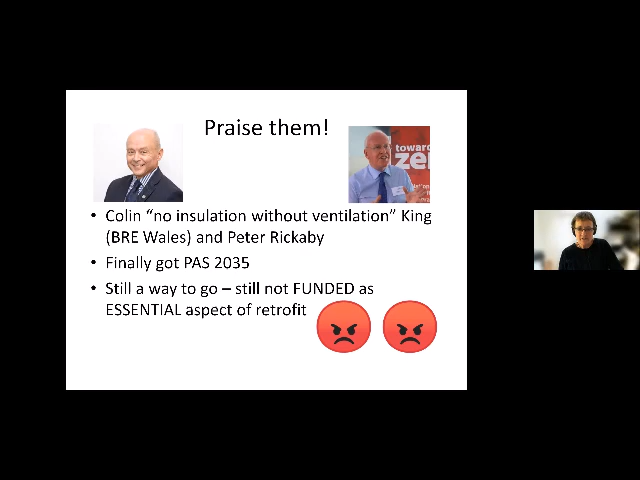 Praise them!
towar
ze
• Colin “no insulation without ventilation” King
(BRE Wales) and Peter Rickaby
• Finally got PAS 2035
• Still a way to go – still not FUNDED as
ESSENTIAL aspect of retrofit